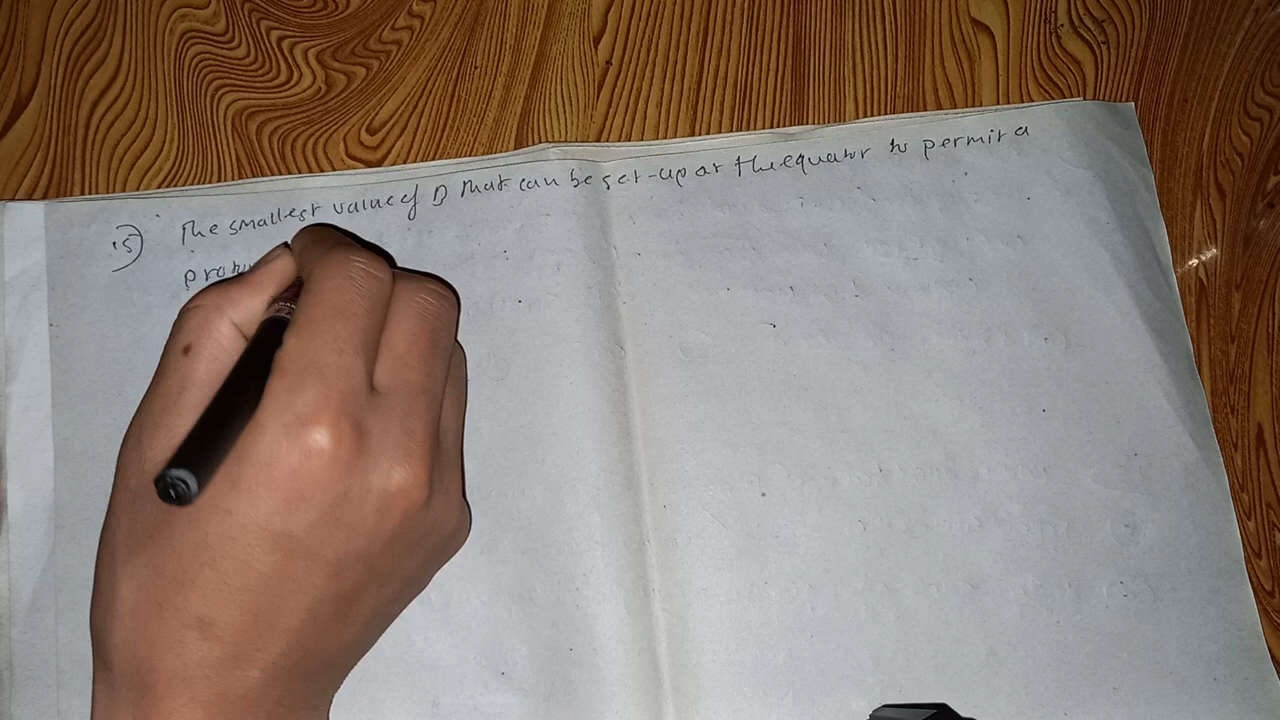 15) The smallest value of B that can be set-up at the equator to permit a